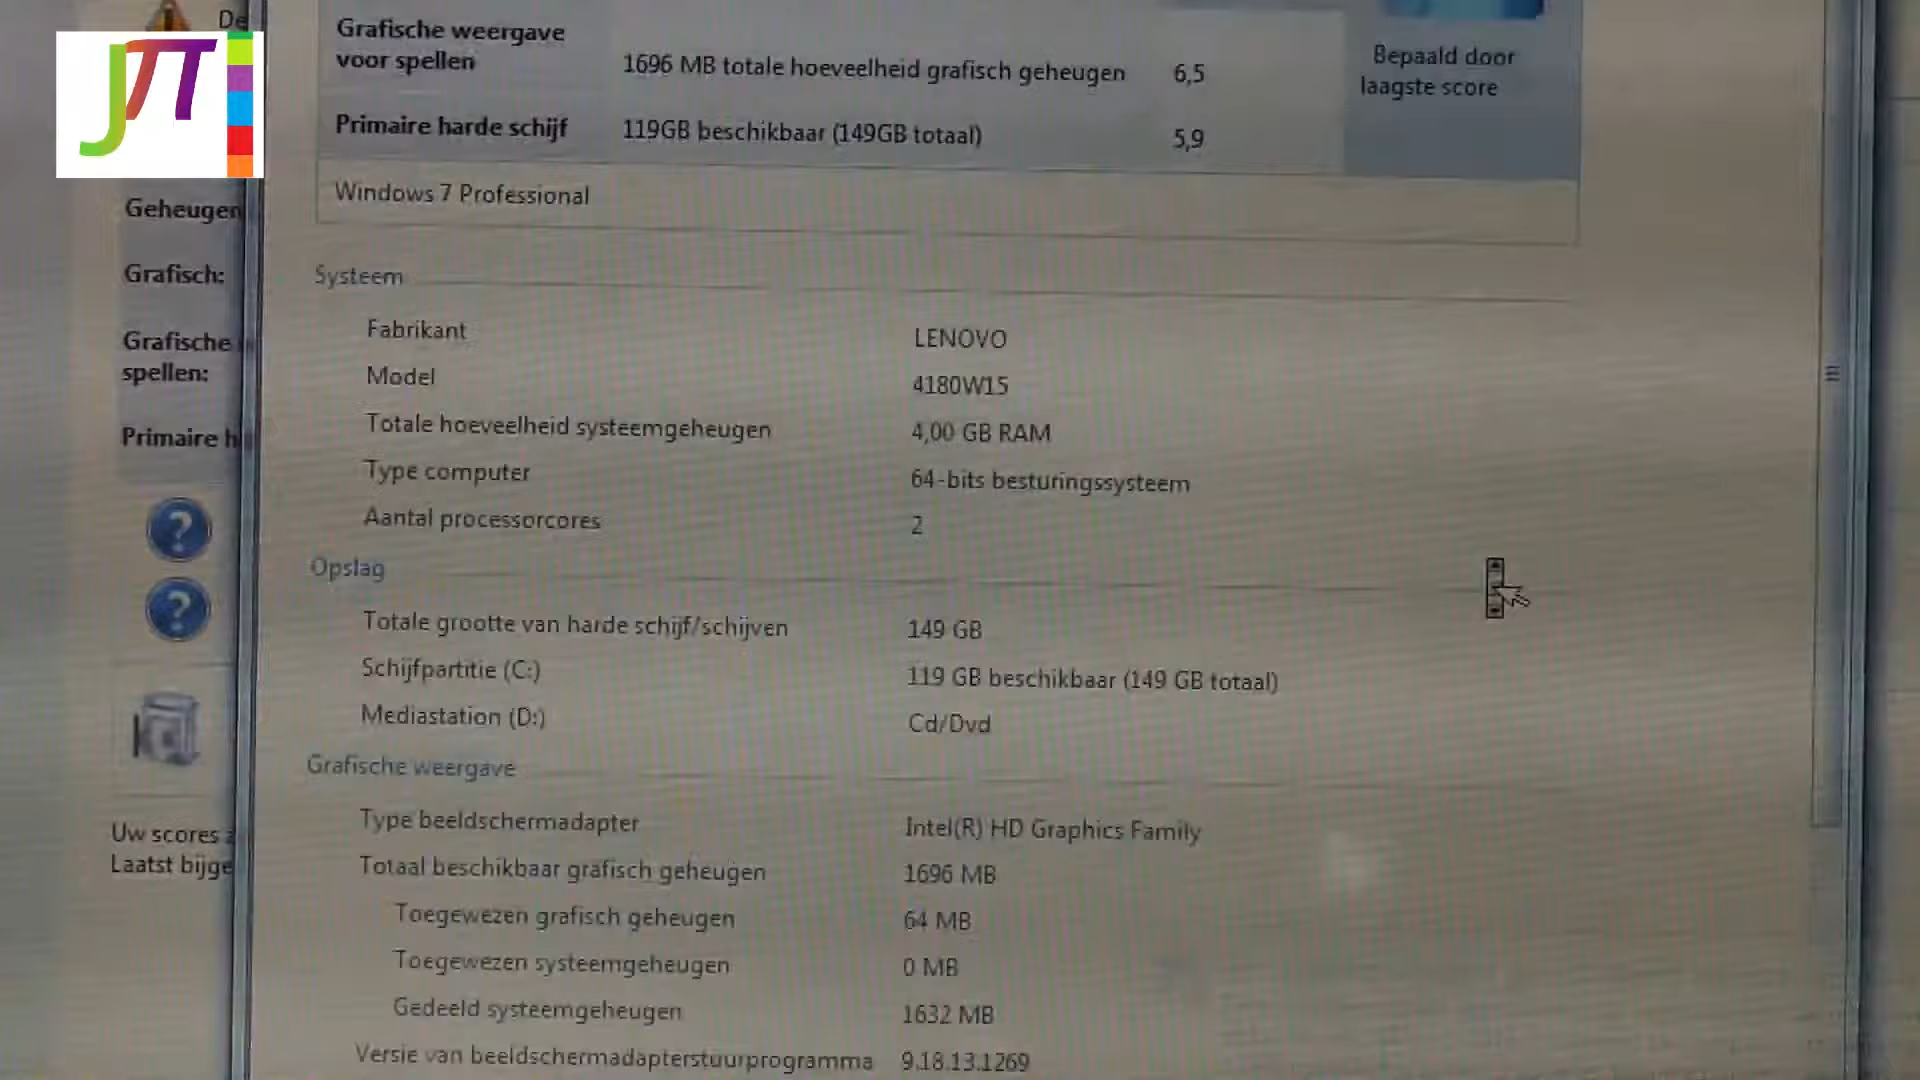 De
JTT
Grafische weergave
voor spellen
1696 MB totale hoeveelheid grafisch geheugen
6,5
Bepaald door
laagste score
Primaire harde schijf
119GB beschikbaar (149GB totaal)
5,9
Windows 7 Professional
Geheugen
Grafisch:
Grafische
spellen:
Primaire h
Uw scores
Laatst bijge
Systeem
Fabrikant
LENOVO
Model
4180W15
Totale hoeveelheid systeemgeheugen
4,00 GB RAM
Type computer
64-bits besturingssysteem
Aantal processorcores
2
Opslag
Totale grootte van harde schijf/schijven
149 GB
Schijfpartitie (C:)
119 GB beschikbaar (149 GB totaal)
Mediastation (D:)
Cd/Dvd
Grafische weergave
Type beeldschermadapter
Intel(R) HD Graphics Family
Totaal beschikbaar grafisch geheugen
1696 MB
Toegewezen grafisch geheugen
64 MB
Toegewezen systeemgeheugen
0 MB
Gedeeld systeemgeheugen
1632 MB
Versie van beeldschermadapterstuurprogramma
9.18.13.1269